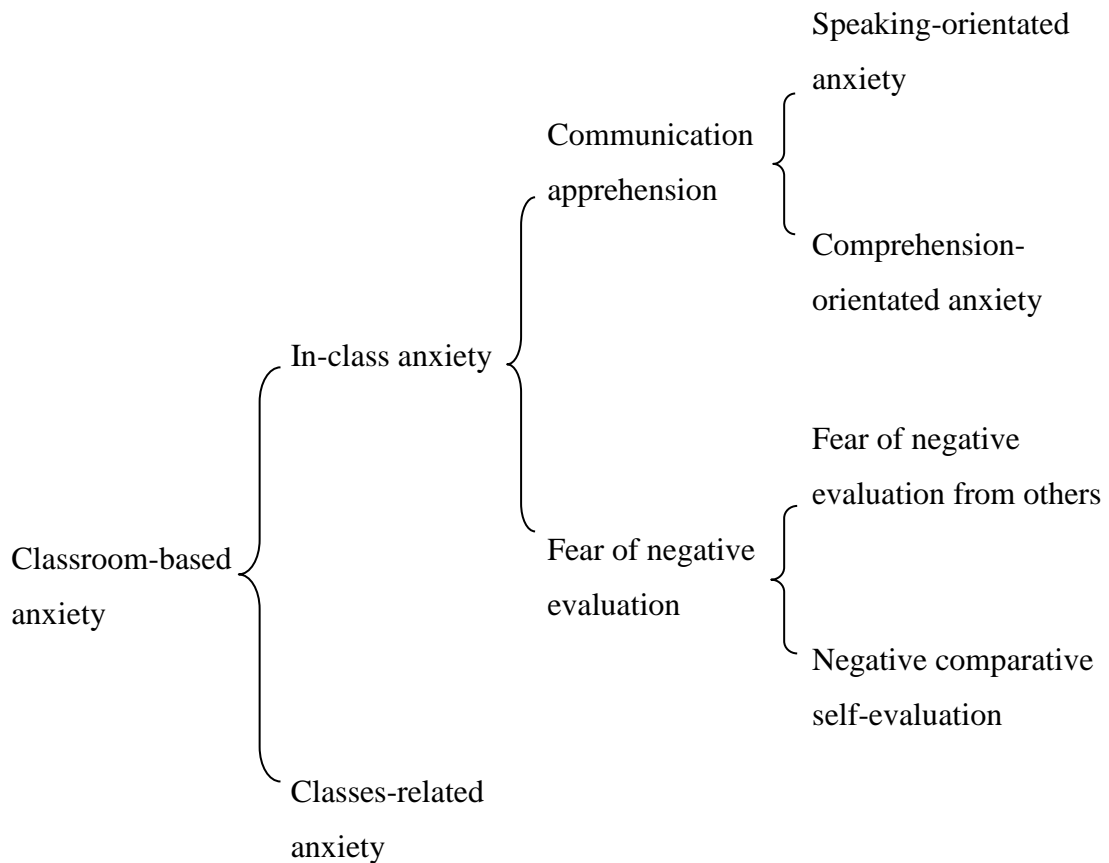 Speaking-orientated
anxiety
Communication
apprehension
Comprehension-
orientated anxiety
In-class anxiety
Fear of negative
evaluation from others
Fear of negative
evaluation
Classroom-based
anxiety
Negative comparative
self-evaluation
Classes-related
anxiety